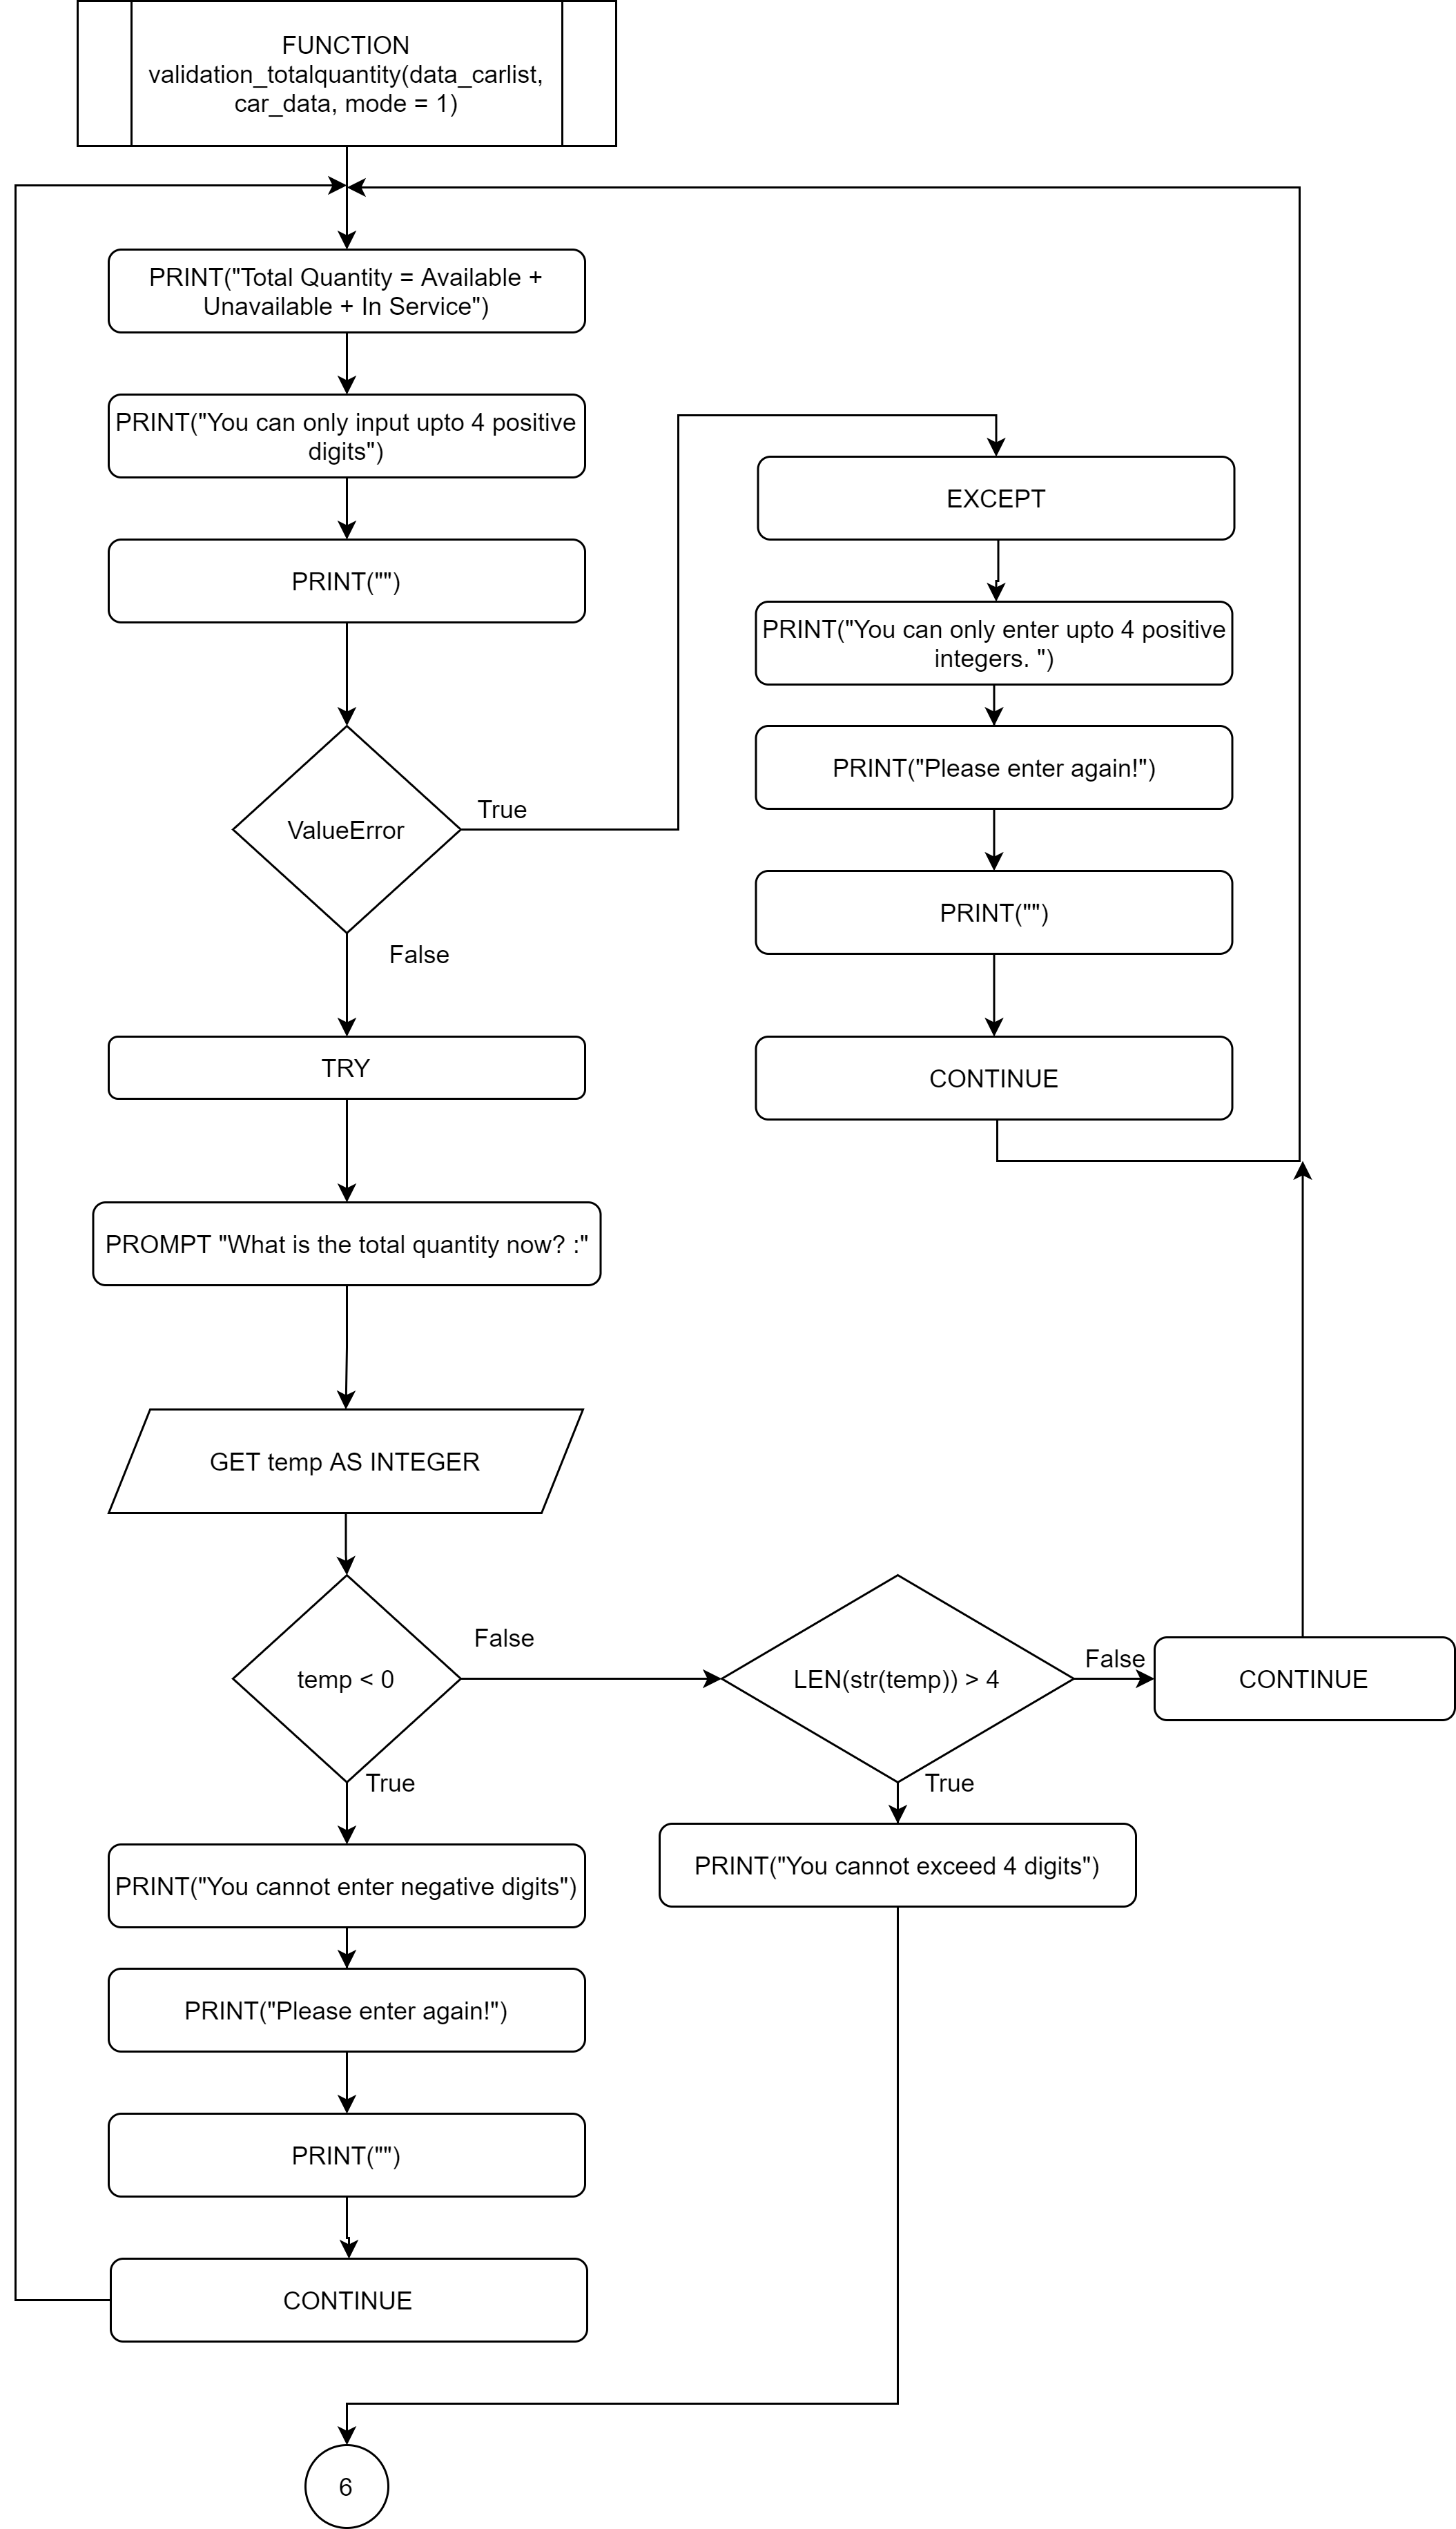 FUNCTION
validation_totalquantity(data_carlist,
car_data, mode = 1)
PRINT("Total Quantity = Available +
Unavailable + In Service")
PRINT("You can only input upto 4 positive
digits")
PRINT("")
ValueError
True
False
EXCEPT
PRINT("You can only enter upto 4 positive
integers. ")
PRINT("Please enter again!")
PRINT("")
CONTINUE
TRY
PROMPT "What is the total quantity now? :"
GET temp AS INTEGER
temp < 0
False
True
LEN(str(temp)) > 4
False
True
CONTINUE
PRINT("You cannot exceed 4 digits")
PRINT("You cannot enter negative digits")
PRINT("Please enter again!")
PRINT("")
CONTINUE
6